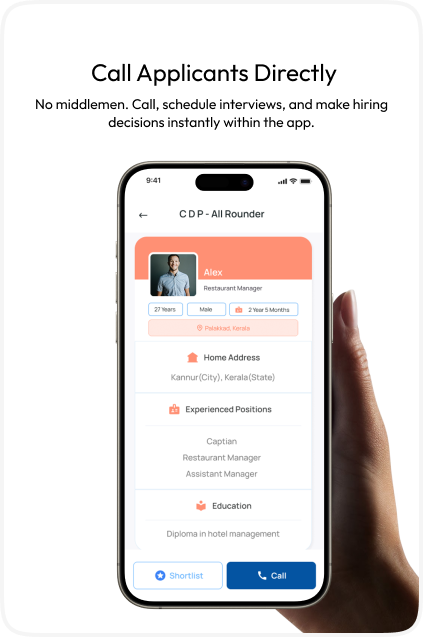 Call Applicants Directly
No middlemen. Call, schedule interviews, and make hiring
decisions instantly within the app.
9:41
C D P - All Rounder
Alex
Restaurant Manager
27 Years
Male
2 Year 5 Months
Palakkad, Kerala
Home Address
Kannur(City), Kerala(State)
Experienced Positions
Captian
Restaurant Manager
Assistant Manager
Education
Diploma in hotel management
Shortlist
Call